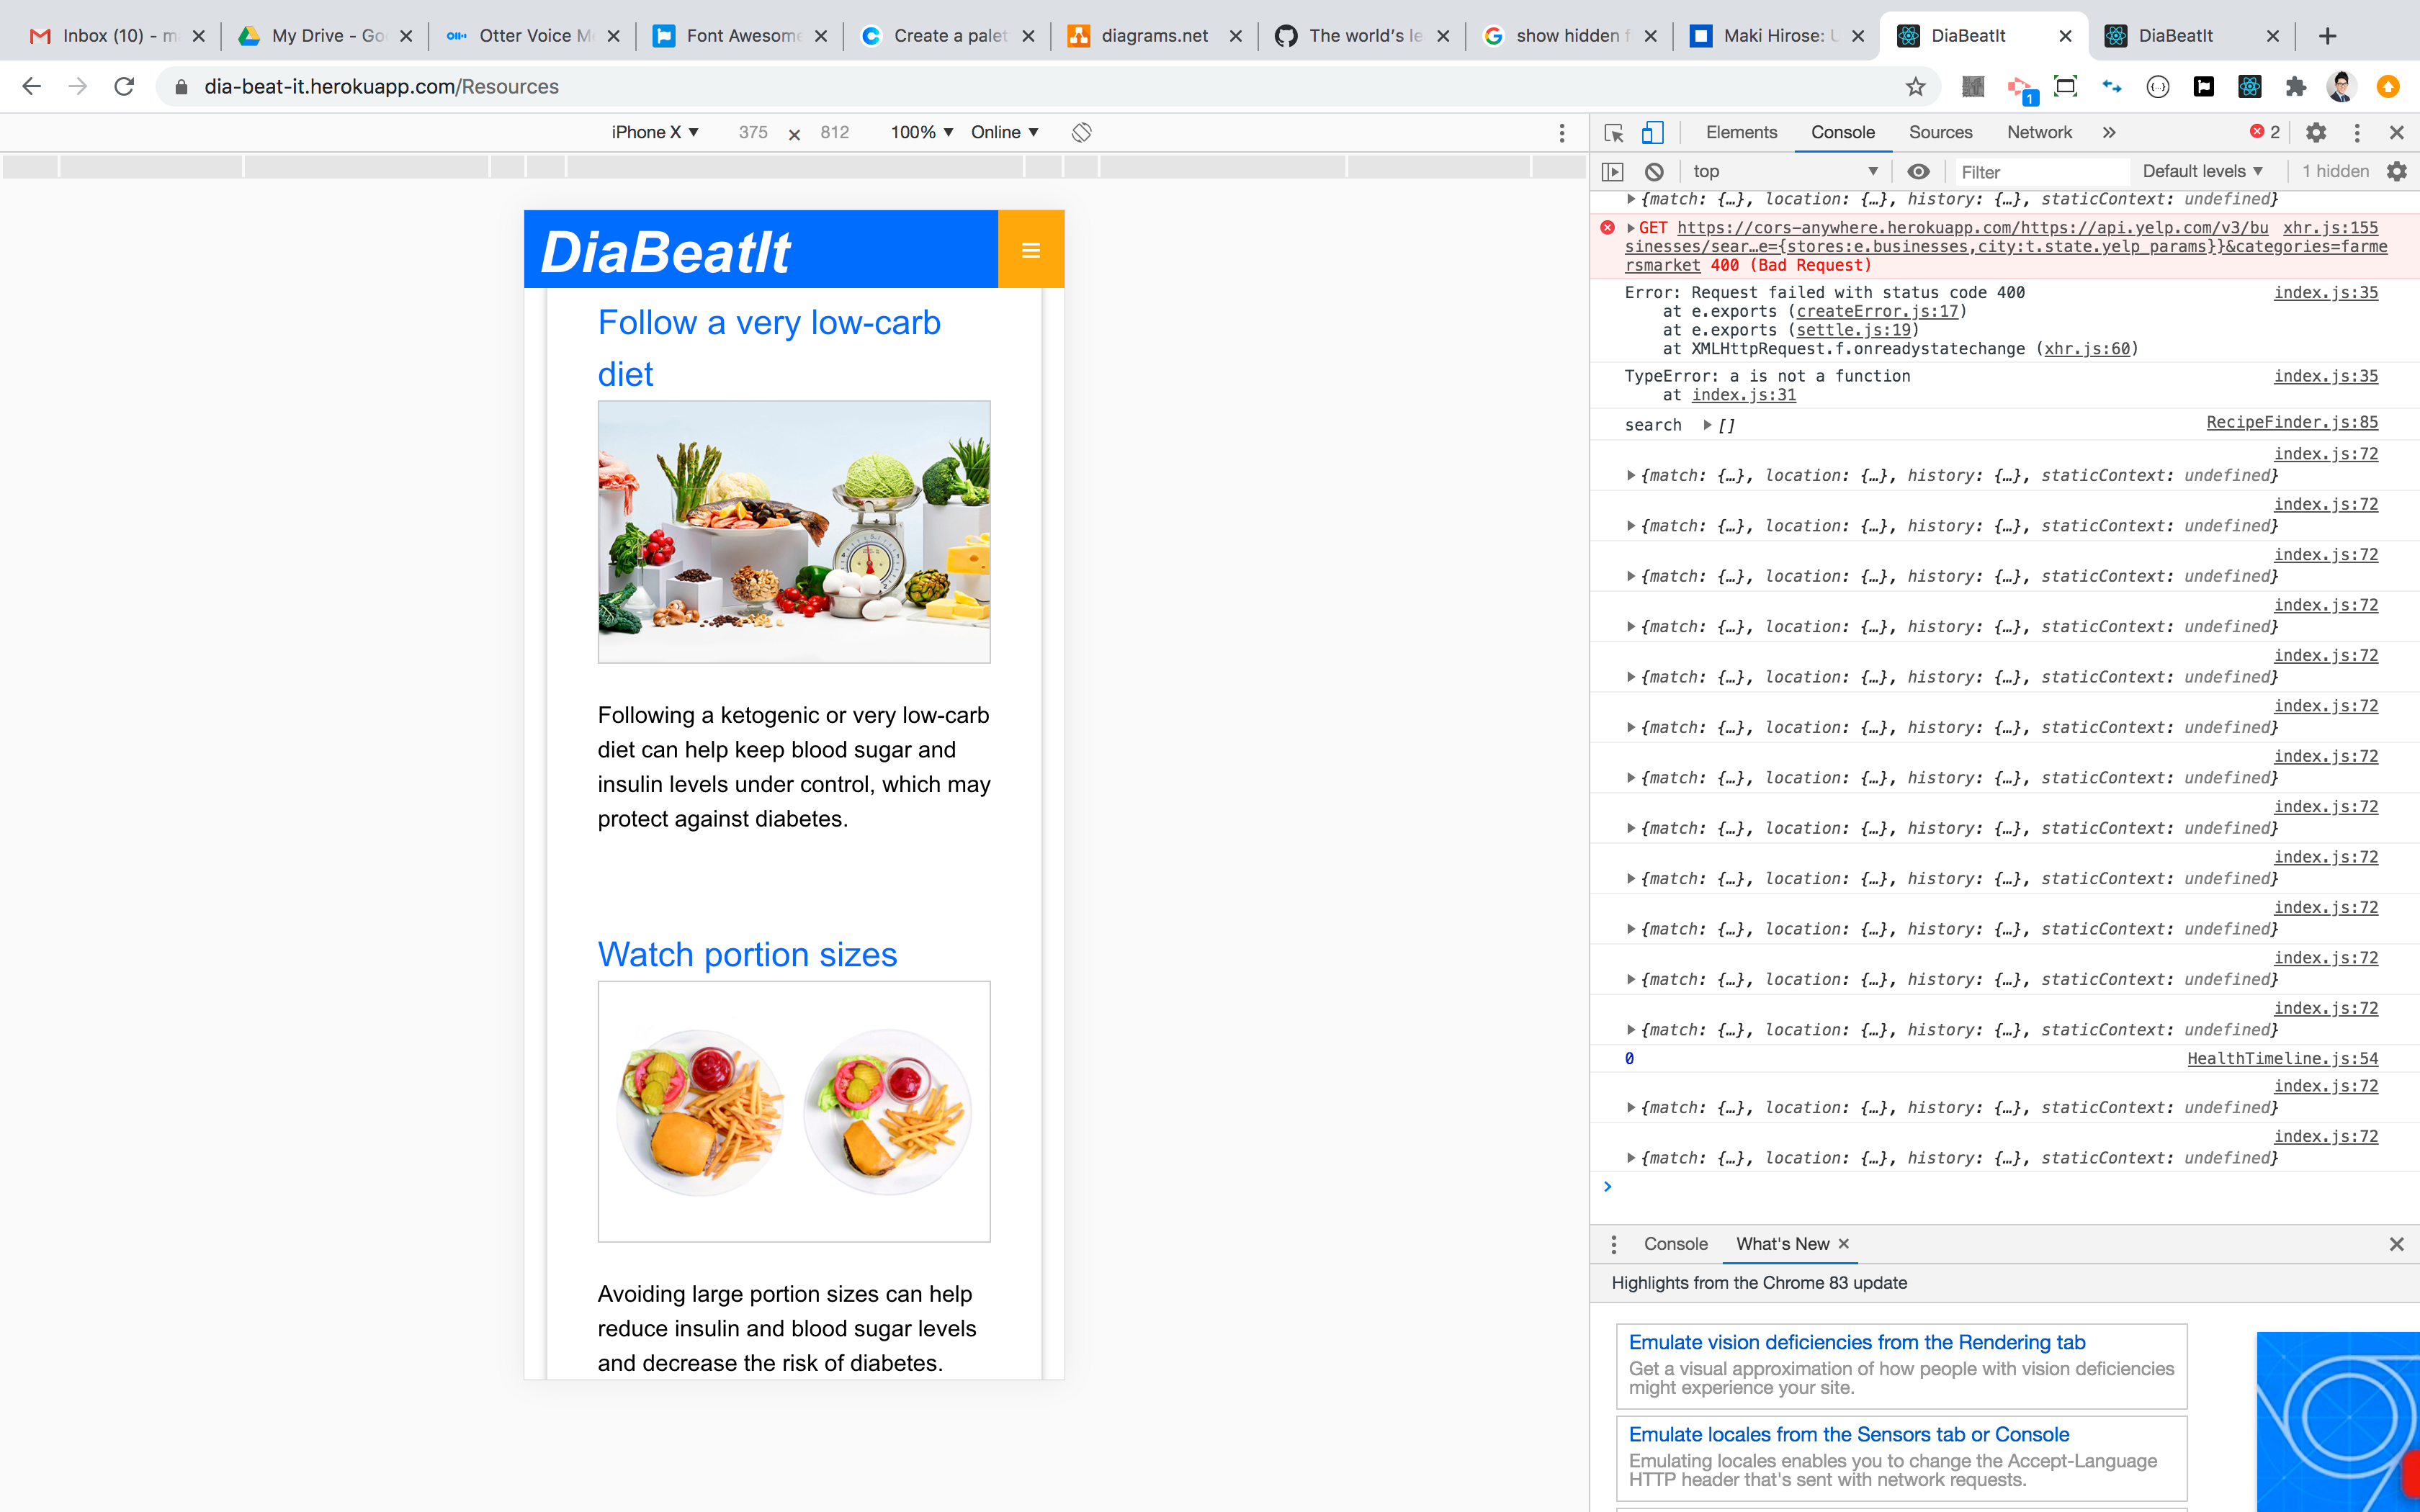 Inbox (10) - m
My Drive - Go
Otter Voice M
Font Awesome
Create a palet
diagrams.net
The world's le
show hidden f
Maki Hirose: U
DiaBeatIt
DiaBeatIt
dia-beat-it.herokuapp.com/Resources
1
iPhone X ▼ 375 × 812 100% ▼ Online ▼
Elements Console Sources Network » 2
top ▼ Filter Default levels ▼ 1 hidden
DiaBeatIt
Follow a very low-carb
diet
Following a ketogenic or very low-carb
diet can help keep blood sugar and
insulin levels under control, which may
protect against diabetes.
Watch portion sizes
Avoiding large portion sizes can help
reduce insulin and blood sugar levels
and decrease the risk of diabetes.
▶{match: {…}, location: {…}, history: {…}, staticContext: undefined}
▶GET https://cors-anywhere.herokuapp.com/https://api.yelp.com/v3/bu xhr.js:155
sinesses/sear…e={stores:e.businesses,city:t.state.yelp_params}}&categories=farme
rsmarket 400 (Bad Request)
Error: Request failed with status code 400 index.js:35
at e.exports (createError.js:17)
at e.exports (settle.js:19)
at XMLHttpRequest.f.onreadystatechange (xhr.js:60)
TypeError: a is not a function index.js:35
at index.js:31
search ▶[] RecipeFinder.js:85
index.js:72
▶{match: {…}, location: {…}, history: {…}, staticContext: undefined}
index.js:72
▶{match: {…}, location: {…}, history: {…}, staticContext: undefined}
index.js:72
▶{match: {…}, location: {…}, history: {…}, staticContext: undefined}
index.js:72
▶{match: {…}, location: {…}, history: {…}, staticContext: undefined}
index.js:72
▶{match: {…}, location: {…}, history: {…}, staticContext: undefined}
index.js:72
▶{match: {…}, location: {…}, history: {…}, staticContext: undefined}
index.js:72
▶{match: {…}, location: {…}, history: {…}, staticContext: undefined}
index.js:72
▶{match: {…}, location: {…}, history: {…}, staticContext: undefined}
index.js:72
▶{match: {…}, location: {…}, history: {…}, staticContext: undefined}
index.js:72
▶{match: {…}, location: {…}, history: {…}, staticContext: undefined}
index.js:72
▶{match: {…}, location: {…}, history: {…}, staticContext: undefined}
index.js:72
▶{match: {…}, location: {…}, history: {…}, staticContext: undefined}
0 HealthTimeline.js:54
index.js:72
▶{match: {…}, location: {…}, history: {…}, staticContext: undefined}
index.js:72
▶{match: {…}, location: {…}, history: {…}, staticContext: undefined}
Console What's New
Highlights from the Chrome 83 update
Emulate vision deficiencies from the Rendering tab
Get a visual approximation of how people with vision deficiencies
might experience your site.
Emulate locales from the Sensors tab or Console
Emulating locales enables you to change the Accept-Language
HTTP header that's sent with network requests.